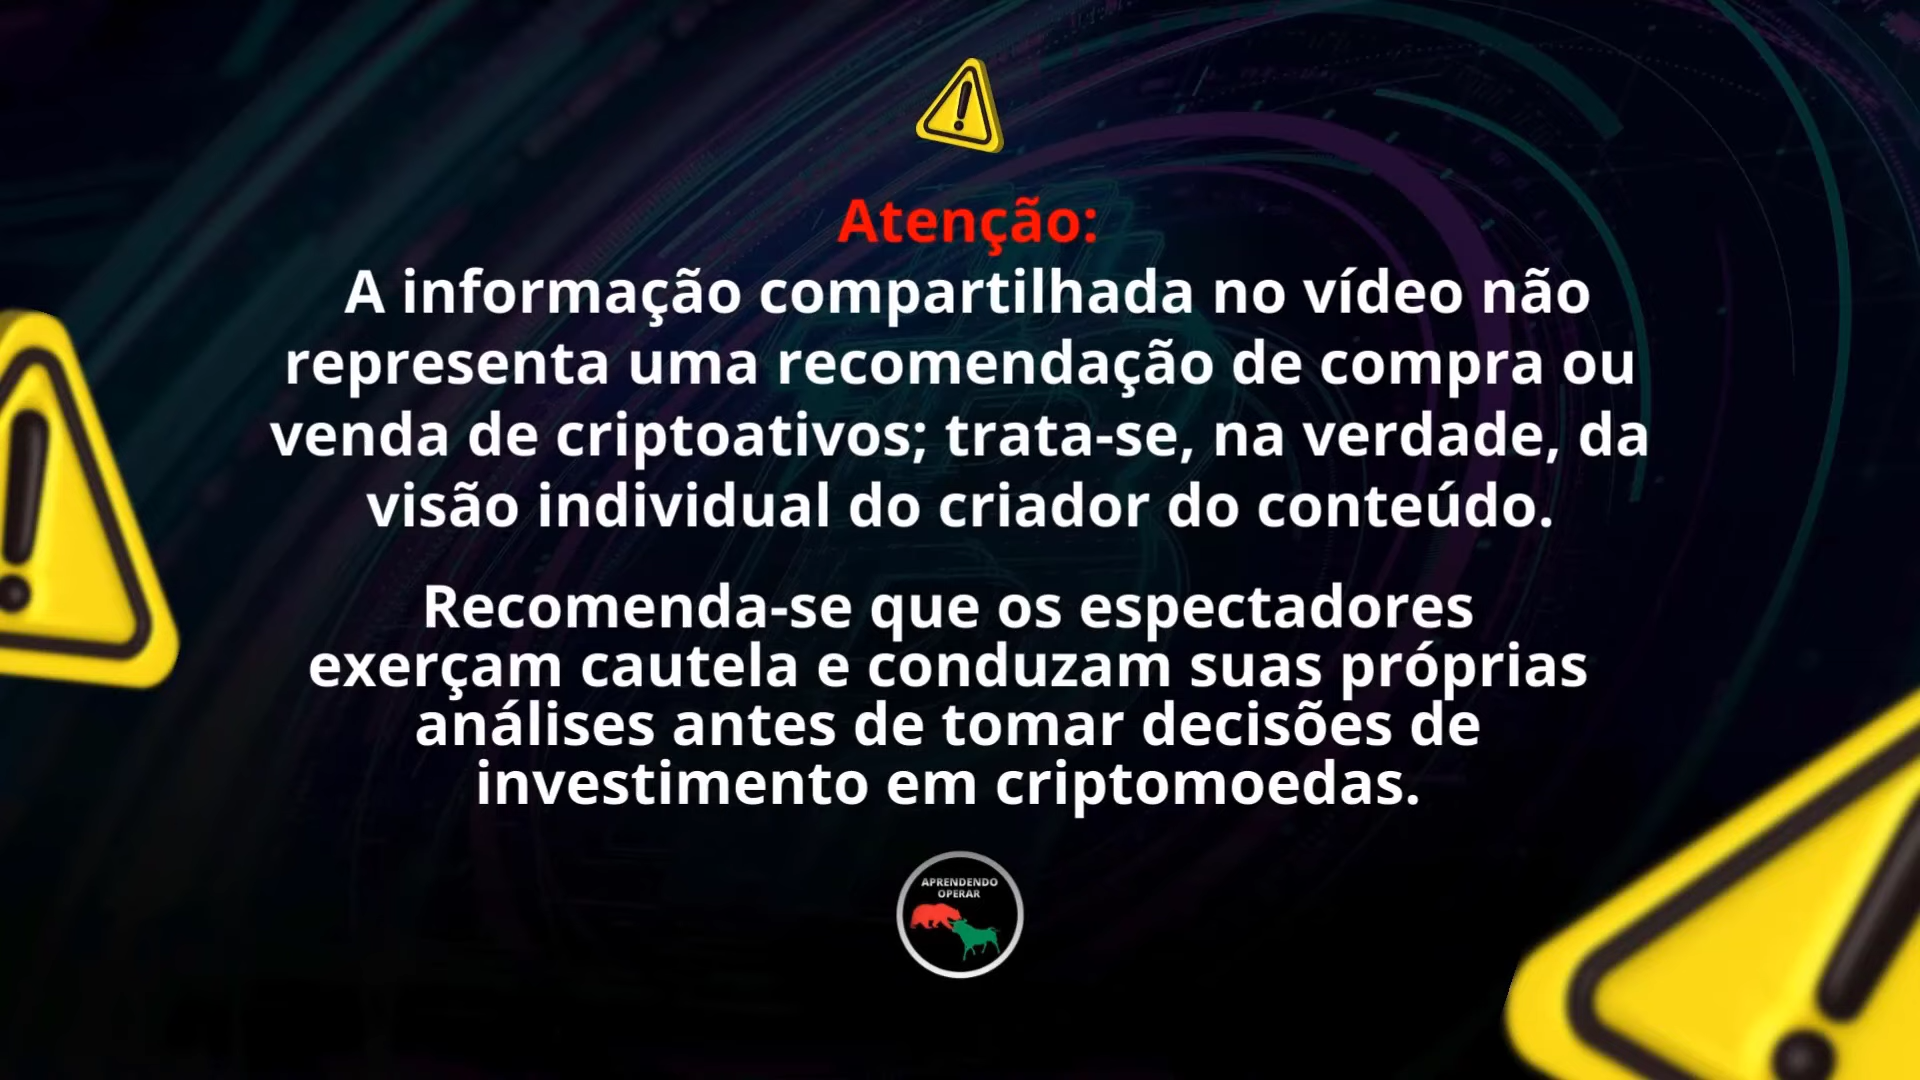 Atenção:
A informação compartilhada no vídeo não
representa uma recomendação de compra ou
venda de criptoativos; trata-se, na verdade, da
visão individual do criador do conteúdo.
Recomenda-se que os espectadores
exerçam cautela e conduzam suas próprias
análises antes de tomar decisões de
investimento em criptomoedas.
APRENDENDO
OPERAR